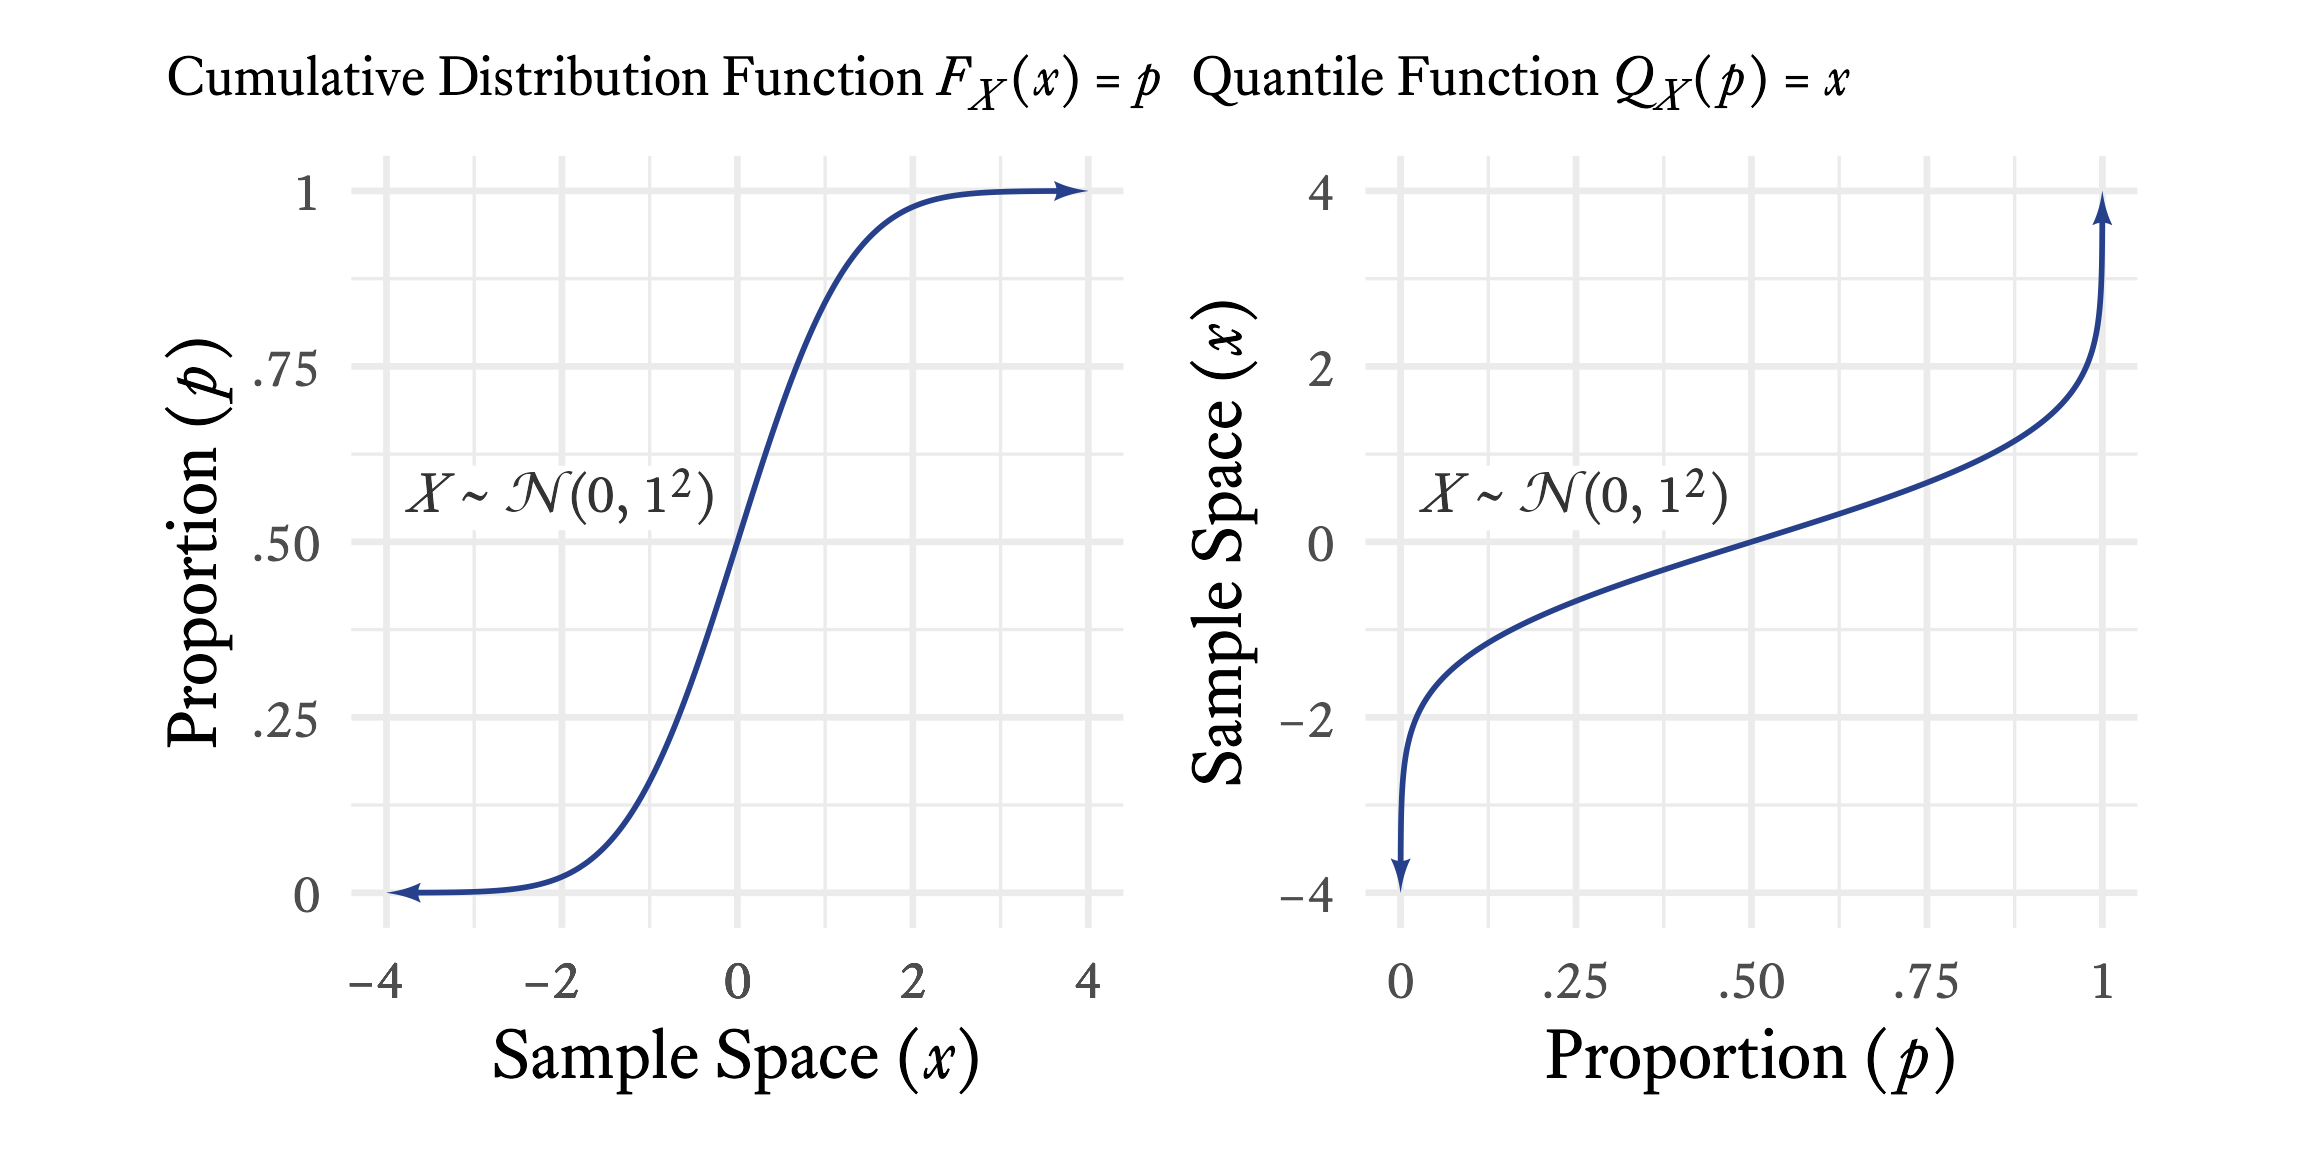 Cumulative Distribution Function F_X(x) = p
Proportion (p)
1
.75
.50
.25
0
X ~ 𝒩(0, 1²)
−4 −2 0 2 4
Sample Space (x)
Quantile Function Q_X(p) = x
Sample Space (x)
4
2
0
−2
−4
X ~ 𝒩(0, 1²)
0 .25 .50 .75 1
Proportion (p)